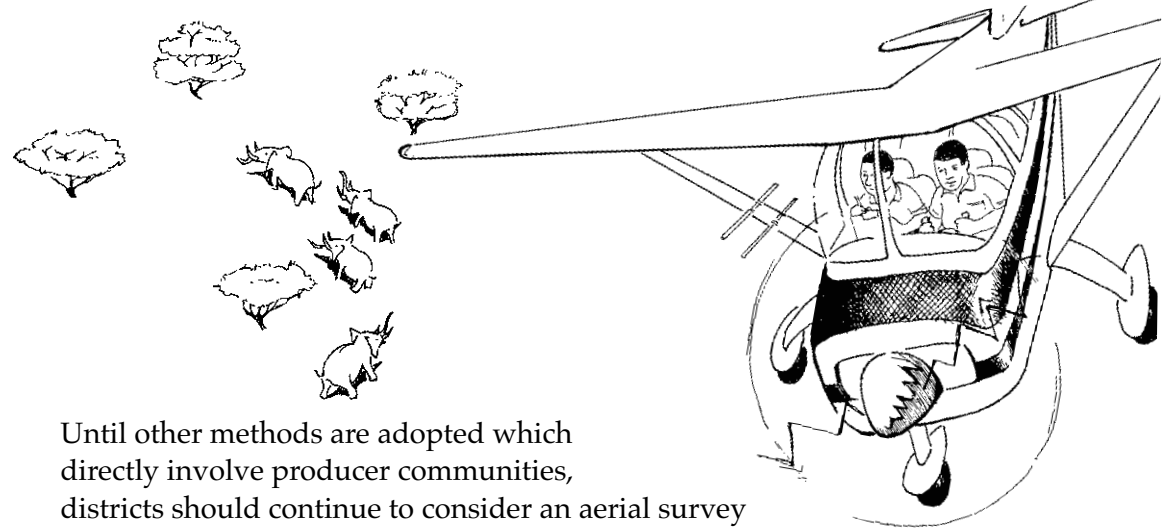 Until other methods are adopted which
directly involve producer communities,
districts should continue to consider an aerial survey